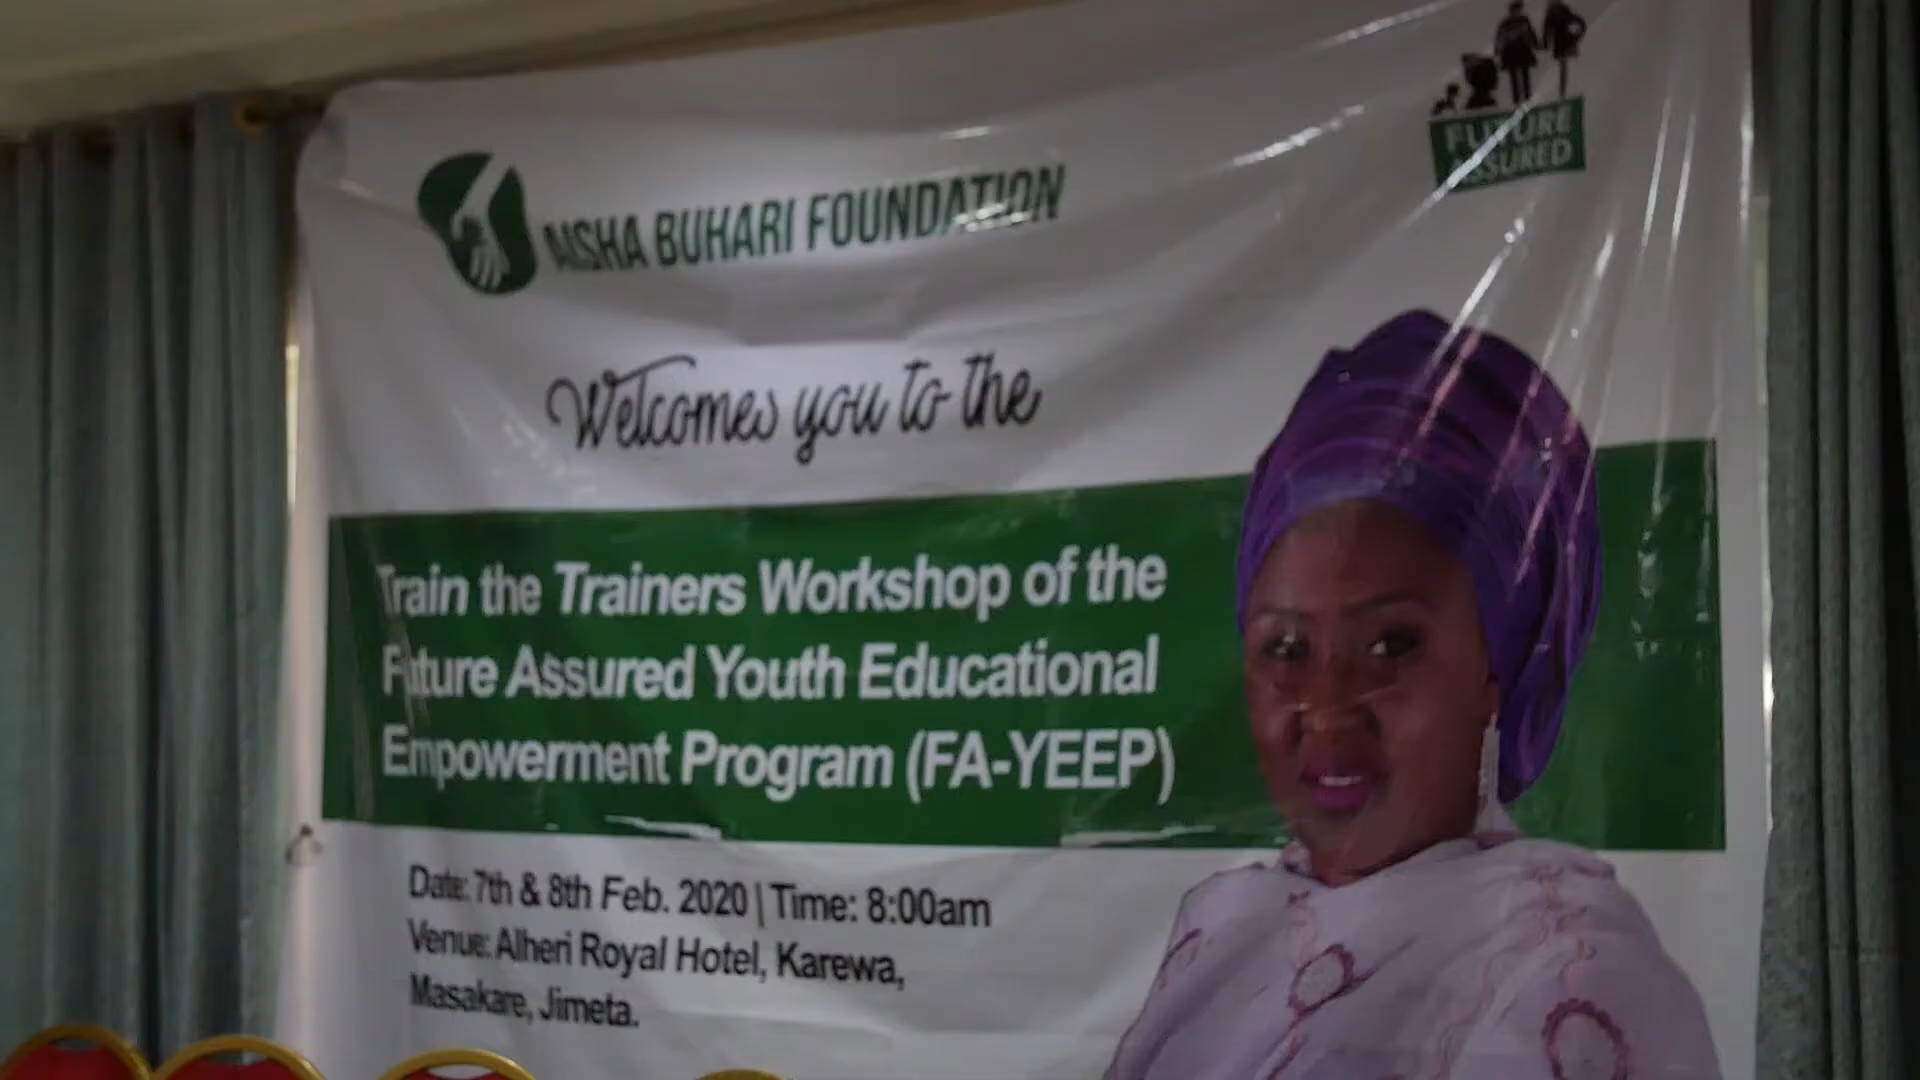 AISHA BUHARI FOUNDATION
FUTURE
ASSURED
Welcomes you to the
Train the Trainers Workshop of the
Future Assured Youth Educational
Empowerment Program (FA-YEEP)
Date: 7th & 8th Feb. 2020 | Time: 8:00am
Venue: Alheri Royal Hotel, Karewa,
Masakare, Jimeta.